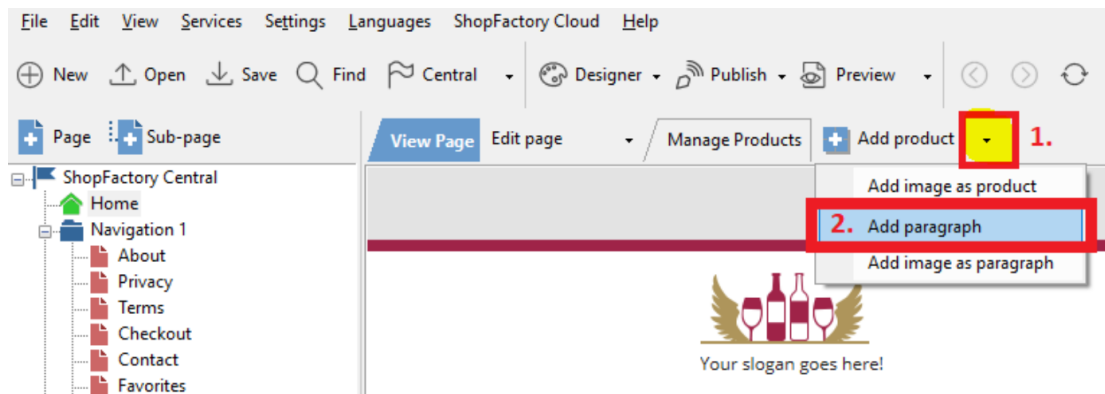 File Edit View Services Settings Languages ShopFactory Cloud Help
New Open Save Find Central Designer Publish Preview
Page Sub-page View Page Edit page Manage Products Add product 1.
ShopFactory Central
Add image as product
Home
2. Add paragraph
Navigation 1
About
Add image as paragraph
Privacy
Terms
Checkout
Contact
Your slogan goes here!
Favorites